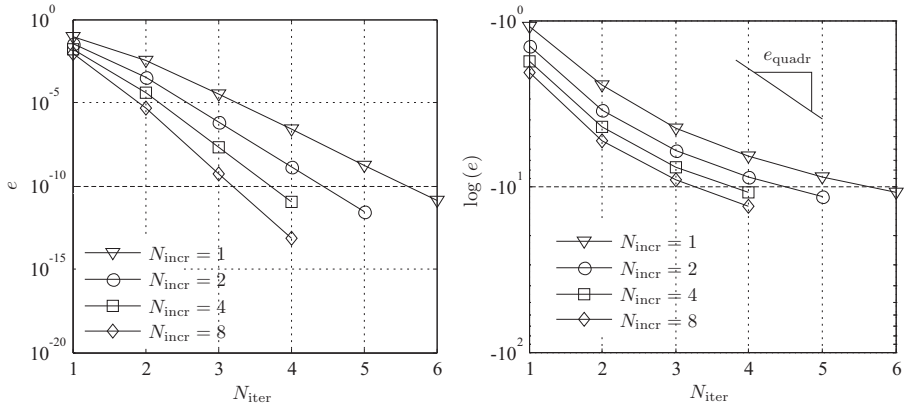 10^0
10^-5
10^-10
10^-15
10^-20
e
1 2 3 4 5 6
N_iter
N_incr = 1
N_incr = 2
N_incr = 4
N_incr = 8
-10^0
-10^1
-10^2
log (e)
1 2 3 4 5 6
N_iter
e_quadr
N_incr = 1
N_incr = 2
N_incr = 4
N_incr = 8